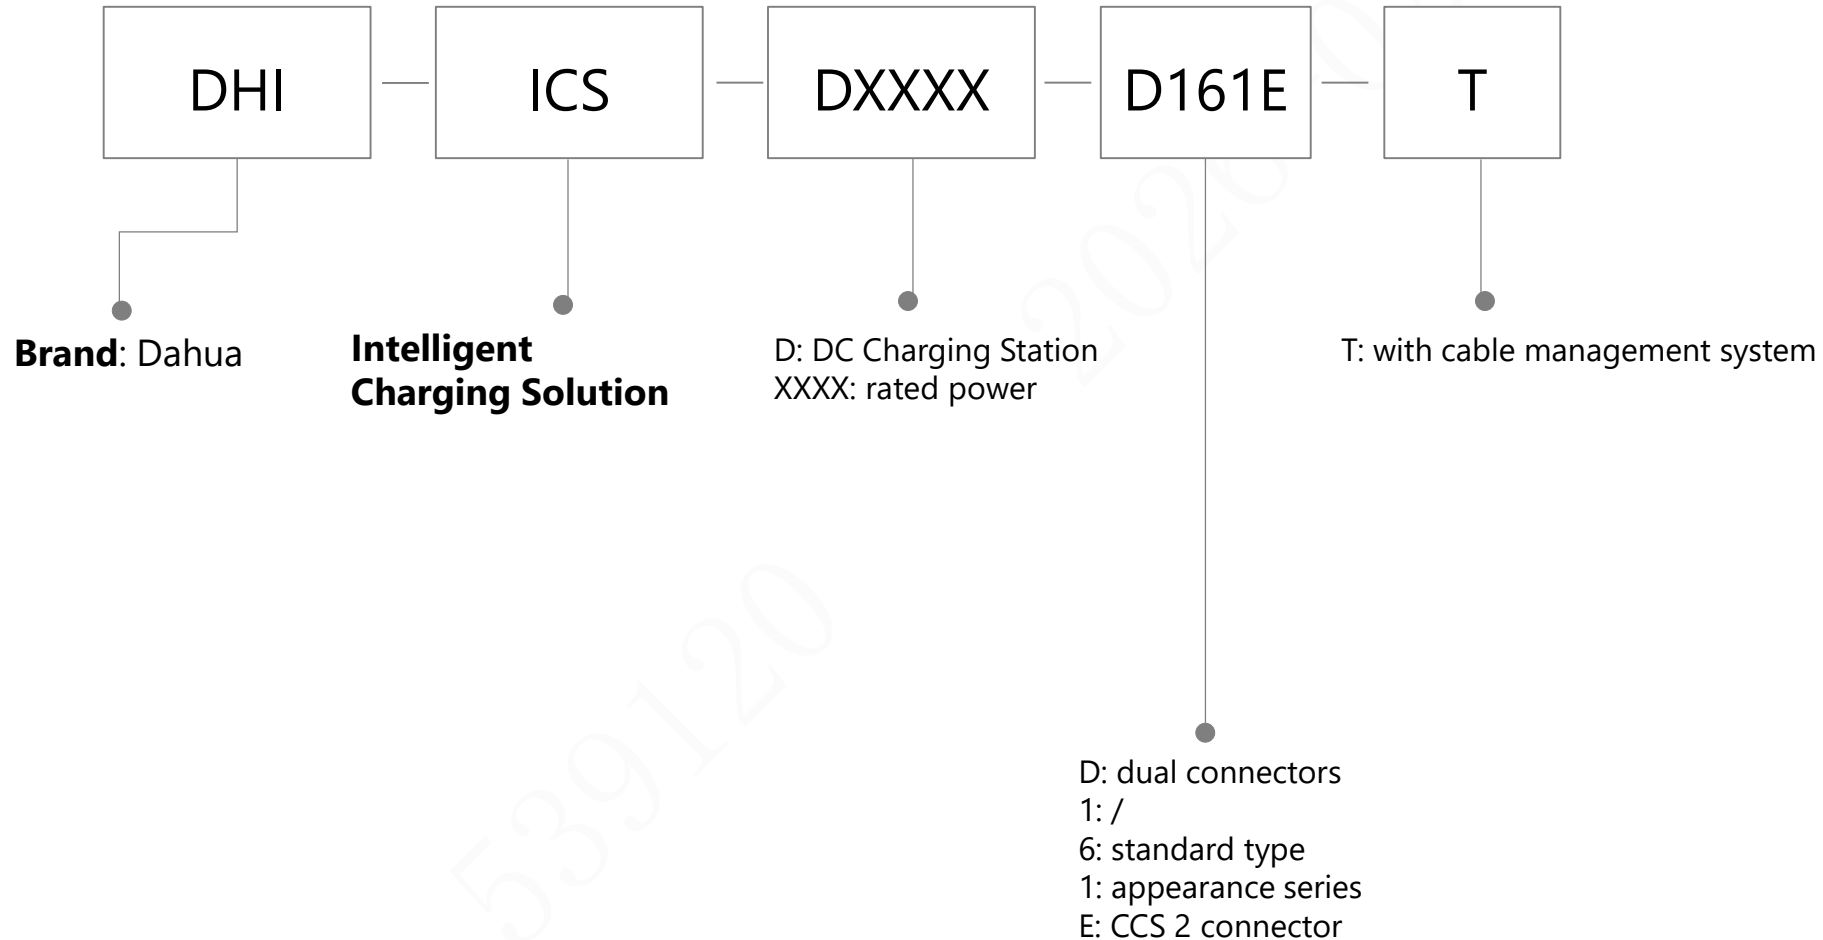 DHI — ICS — DXXXX — D161E — T
Brand: Dahua
Intelligent
Charging Solution
D: DC Charging Station
XXXX: rated power
T: with cable management system
D: dual connectors
1: /
6: standard type
1: appearance series
E: CCS 2 connector
539120